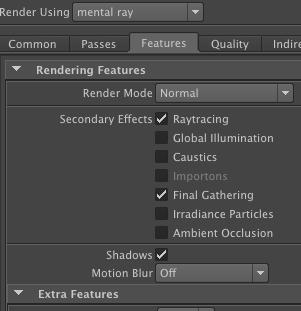 Render Using mental ray
Common Passes Features Quality Indire
Rendering Features
Render Mode Normal
Secondary Effects Raytracing
Global Illumination
Caustics
Importons
Final Gathering
Irradiance Particles
Ambient Occlusion
Shadows
Motion Blur Off
Extra Features